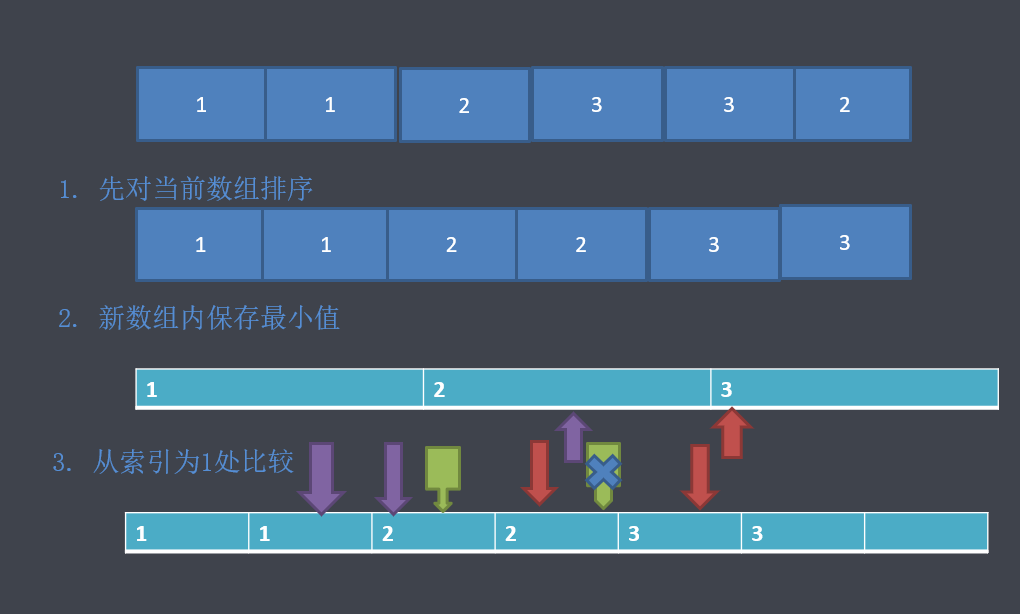 1 1 2 3 3 2
1. 先对当前数组排序
1 1 2 2 3 3
2. 新数组内保存最小值
1 2 3
3. 从索引为1处比较
1 1 2 2 3 3